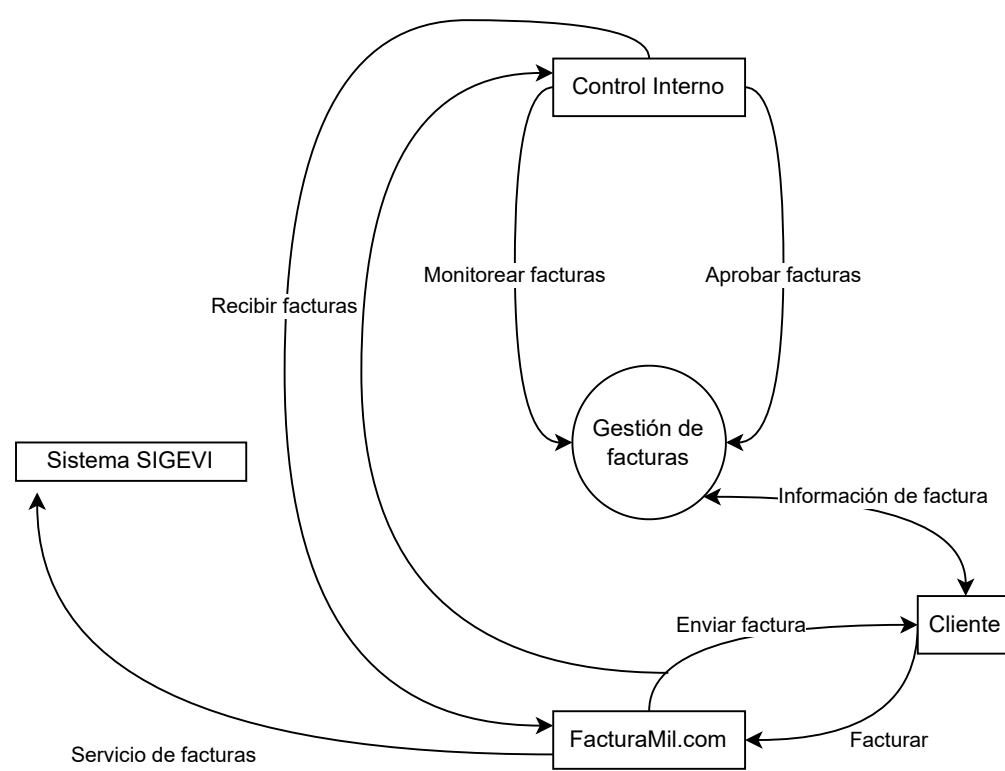 Control Interno
Monitorear facturas
Aprobar facturas
Recibir facturas
Gestión de
facturas
Sistema SIGEVI
Información de factura
Enviar factura
Cliente
FacturaMil.com
Facturar
Servicio de facturas